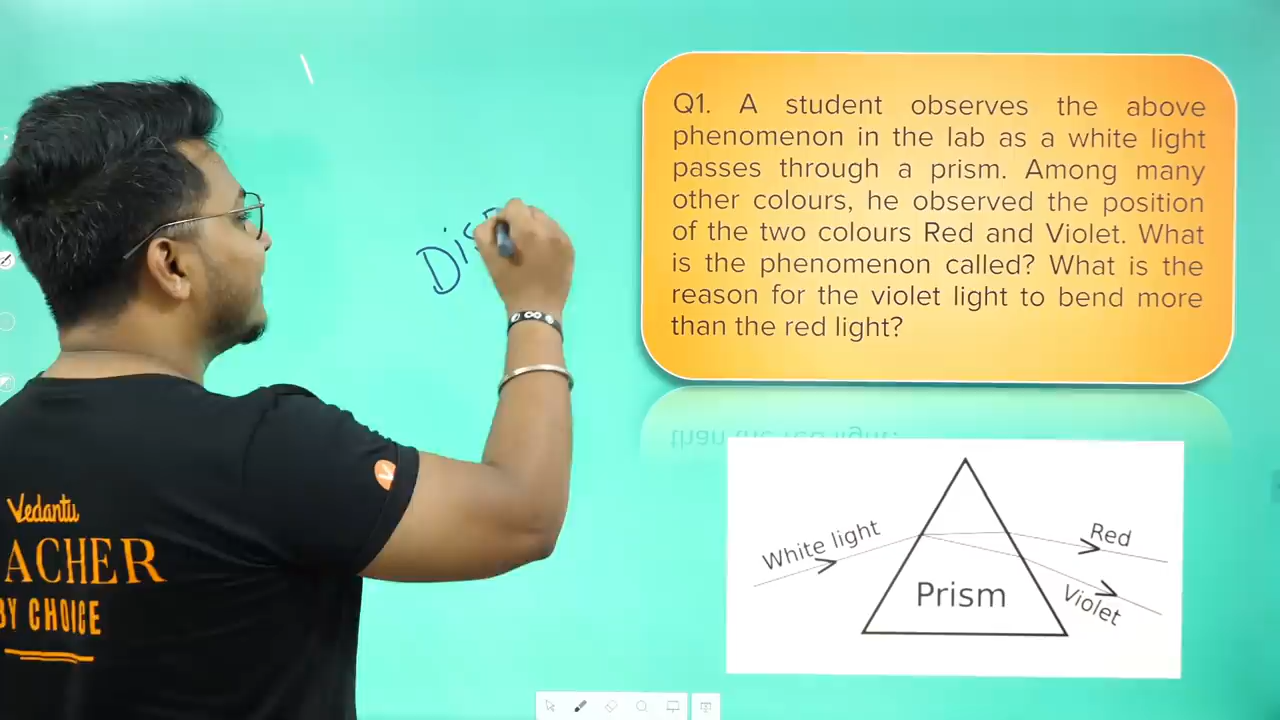 Q1. A student observes the above
phenomenon in the lab as a white light
passes through a prism. Among many
other colours, he observed the position
of the two colours Red and Violet. What
is the phenomenon called? What is the
reason for the violet light to bend more
than the red light?
Dis
White light
Red
Prism
Violet
Vedantu
ACHER
BY CHOICE